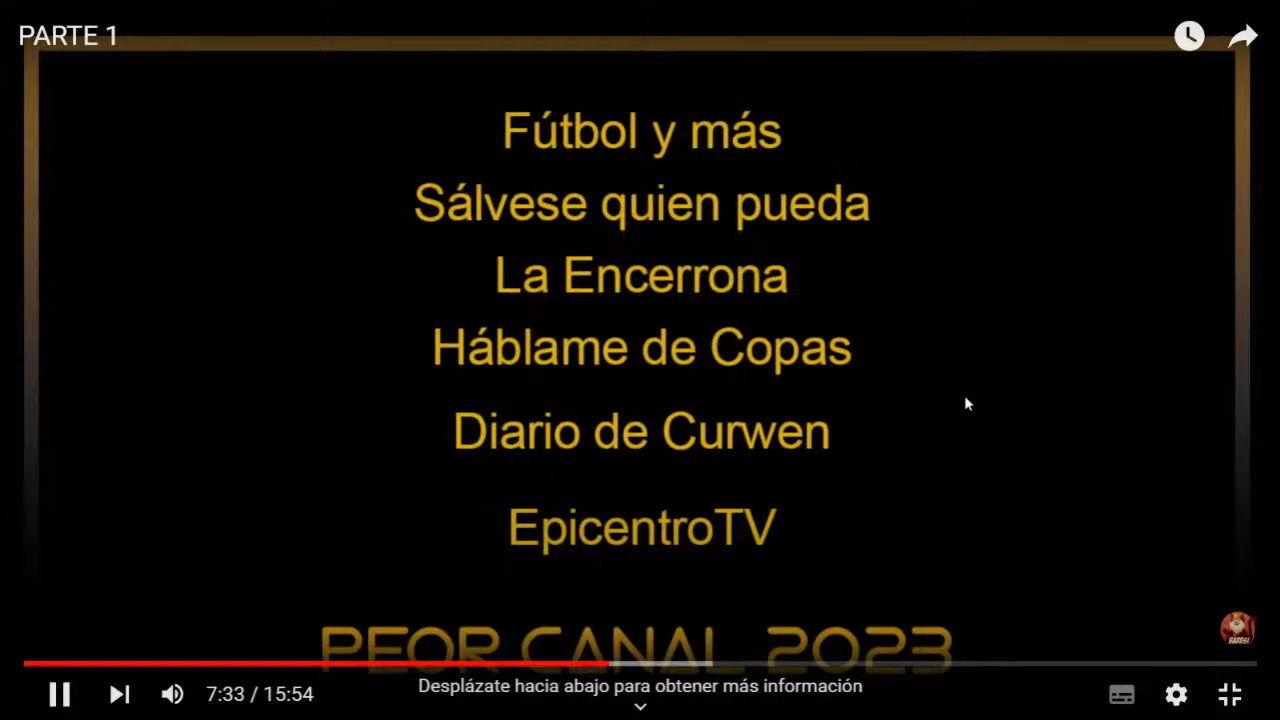 PARTE 1
Fútbol y más
Sálvese quien pueda
La Encerrona
Háblame de Copas
Diario de Curwen
EpicentroTV
PEOR CANAL 2023
BARESI
7:33 / 15:54
Desplázate hacia abajo para obtener más información